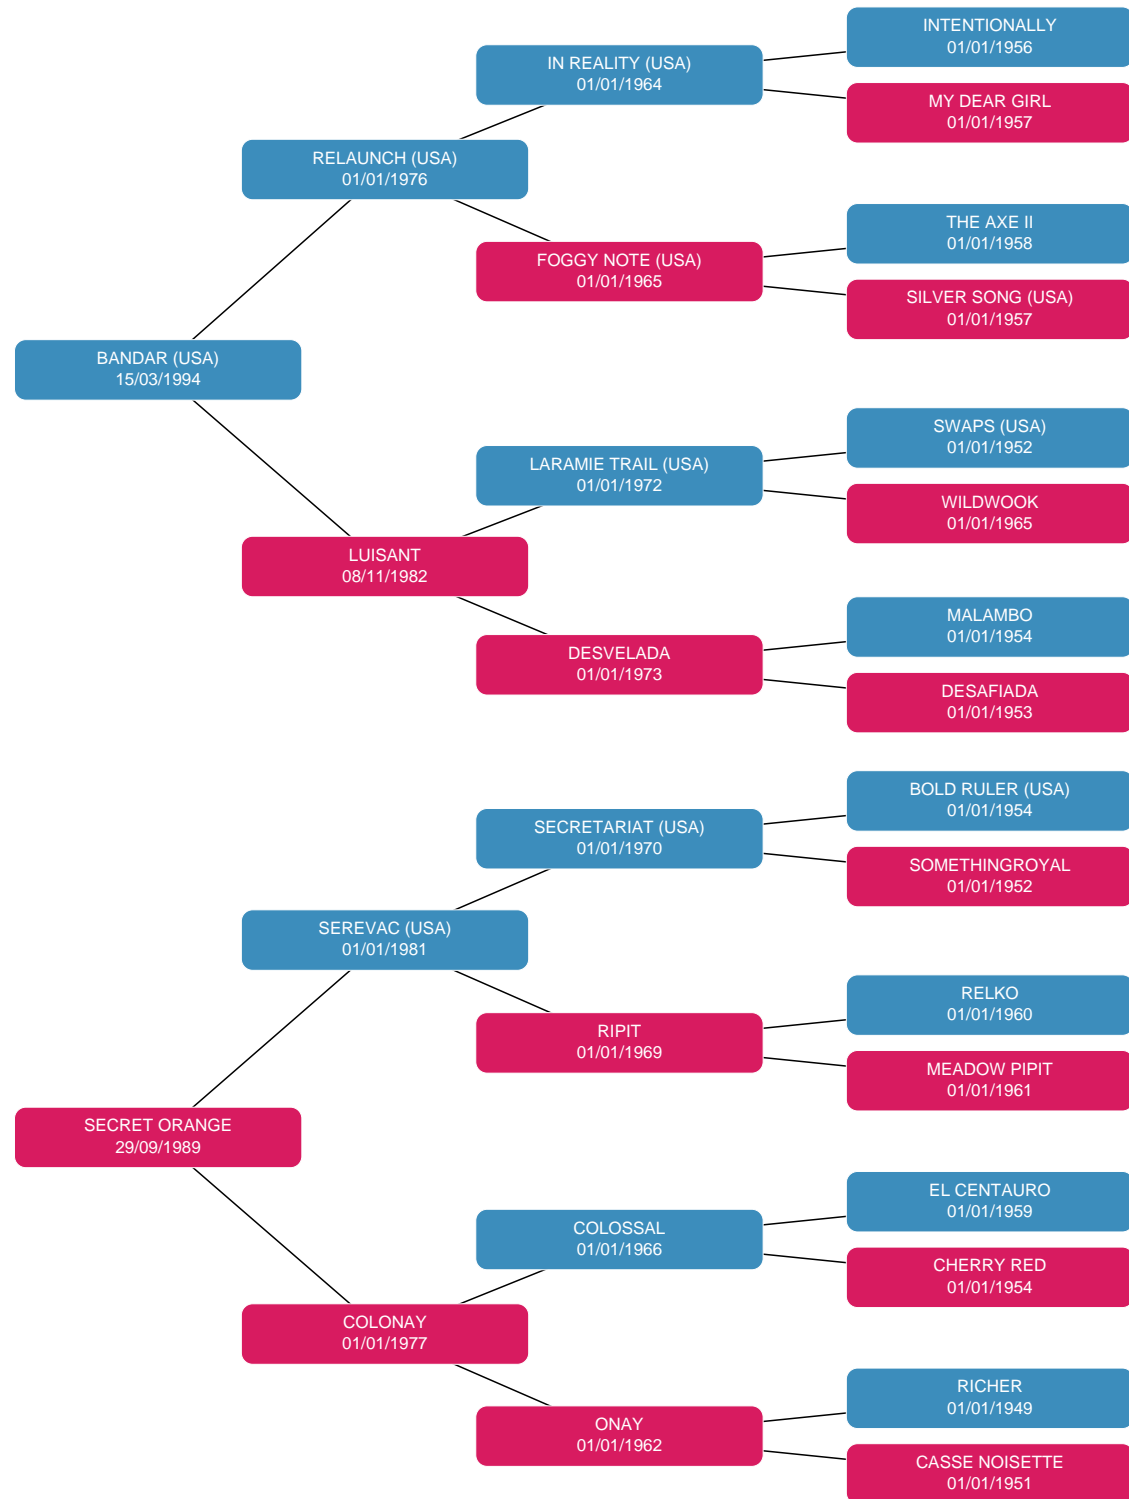 INTENTIONALLY
01/01/1956
IN REALITY (USA)
01/01/1964
MY DEAR GIRL
01/01/1957
RELAUNCH (USA)
01/01/1976
THE AXE II
01/01/1958
FOGGY NOTE (USA)
01/01/1965
SILVER SONG (USA)
01/01/1957
BANDAR (USA)
15/03/1994
SWAPS (USA)
01/01/1952
LARAMIE TRAIL (USA)
01/01/1972
WILDWOOK
01/01/1965
LUISANT
08/11/1982
MALAMBO
01/01/1954
DESVELADA
01/01/1973
DESAFIADA
01/01/1953
BOLD RULER (USA)
01/01/1954
SECRETARIAT (USA)
01/01/1970
SOMETHINGROYAL
01/01/1952
SEREVAC (USA)
01/01/1981
RELKO
01/01/1960
RIPIT
01/01/1969
MEADOW PIPIT
01/01/1961
SECRET ORANGE
29/09/1989
EL CENTAURO
01/01/1959
COLOSSAL
01/01/1966
CHERRY RED
01/01/1954
COLONAY
01/01/1977
RICHER
01/01/1949
ONAY
01/01/1962
CASSE NOISETTE
01/01/1951